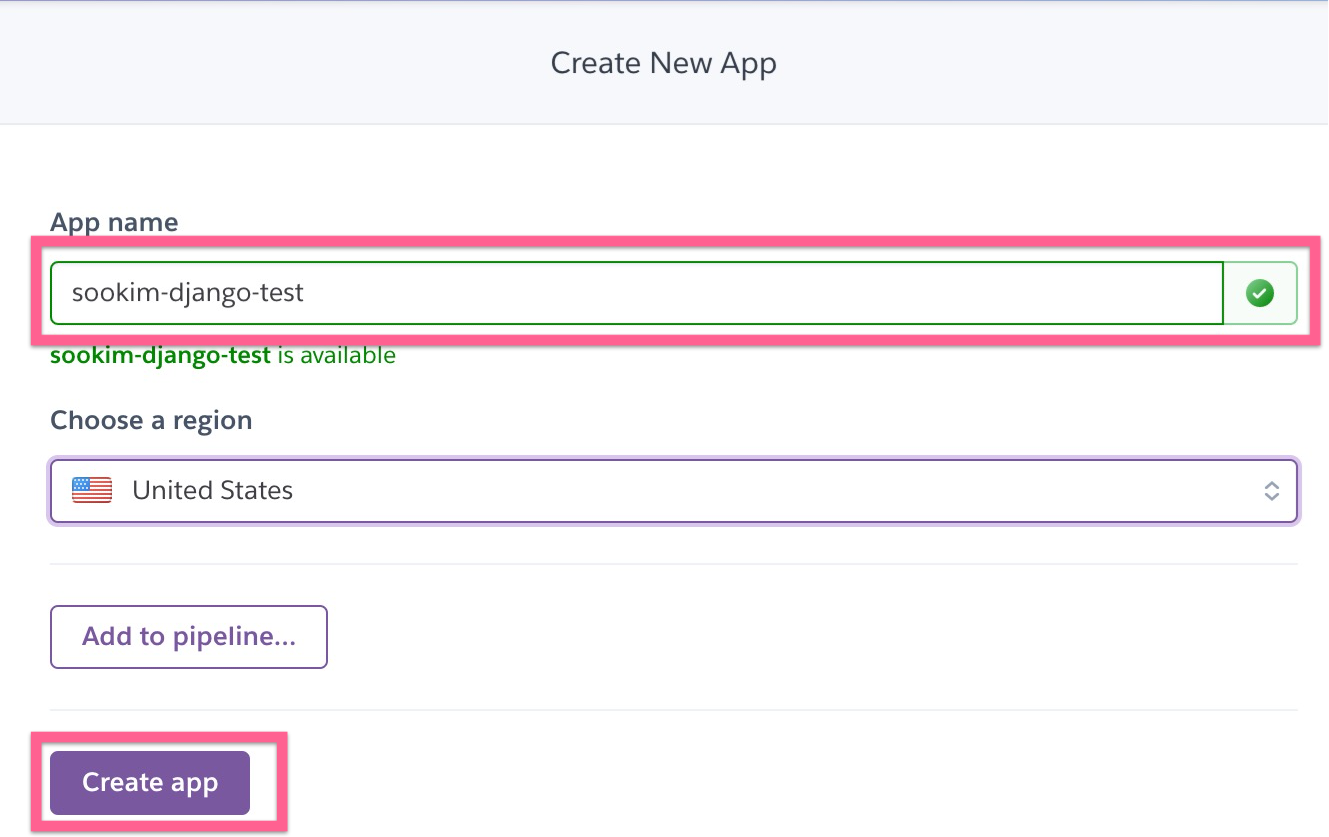 Create New App
App name
sookim-django-test
sookim-django-test is available
Choose a region
United States
Add to pipeline...
Create app